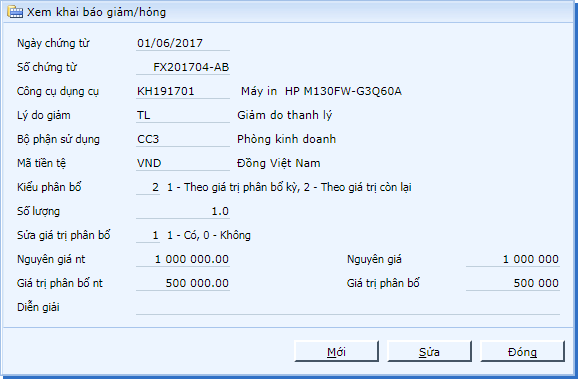 Xem khai báo giảm/hỏng
Ngày chứng từ 01/06/2017
Số chứng từ FX201704-AB
Công cụ dụng cụ KH191701 Máy in HP M130FW-G3Q60A
Lý do giảm TL Giảm do thanh lý
Bộ phận sử dụng CC3 Phòng kinh doanh
Mã tiền tệ VND Đồng Việt Nam
Kiểu phân bổ 2 1 - Theo giá trị phân bổ kỳ, 2 - Theo giá trị còn lại
Số lượng 1.0
Sửa giá trị phân bổ 1 1 - Có, 0 - Không
Nguyên giá nt 1 000 000.00 Nguyên giá 1 000 000
Giá trị phân bổ nt 500 000.00 Giá trị phân bổ 500 000
Diễn giải
Mới Sửa Đóng